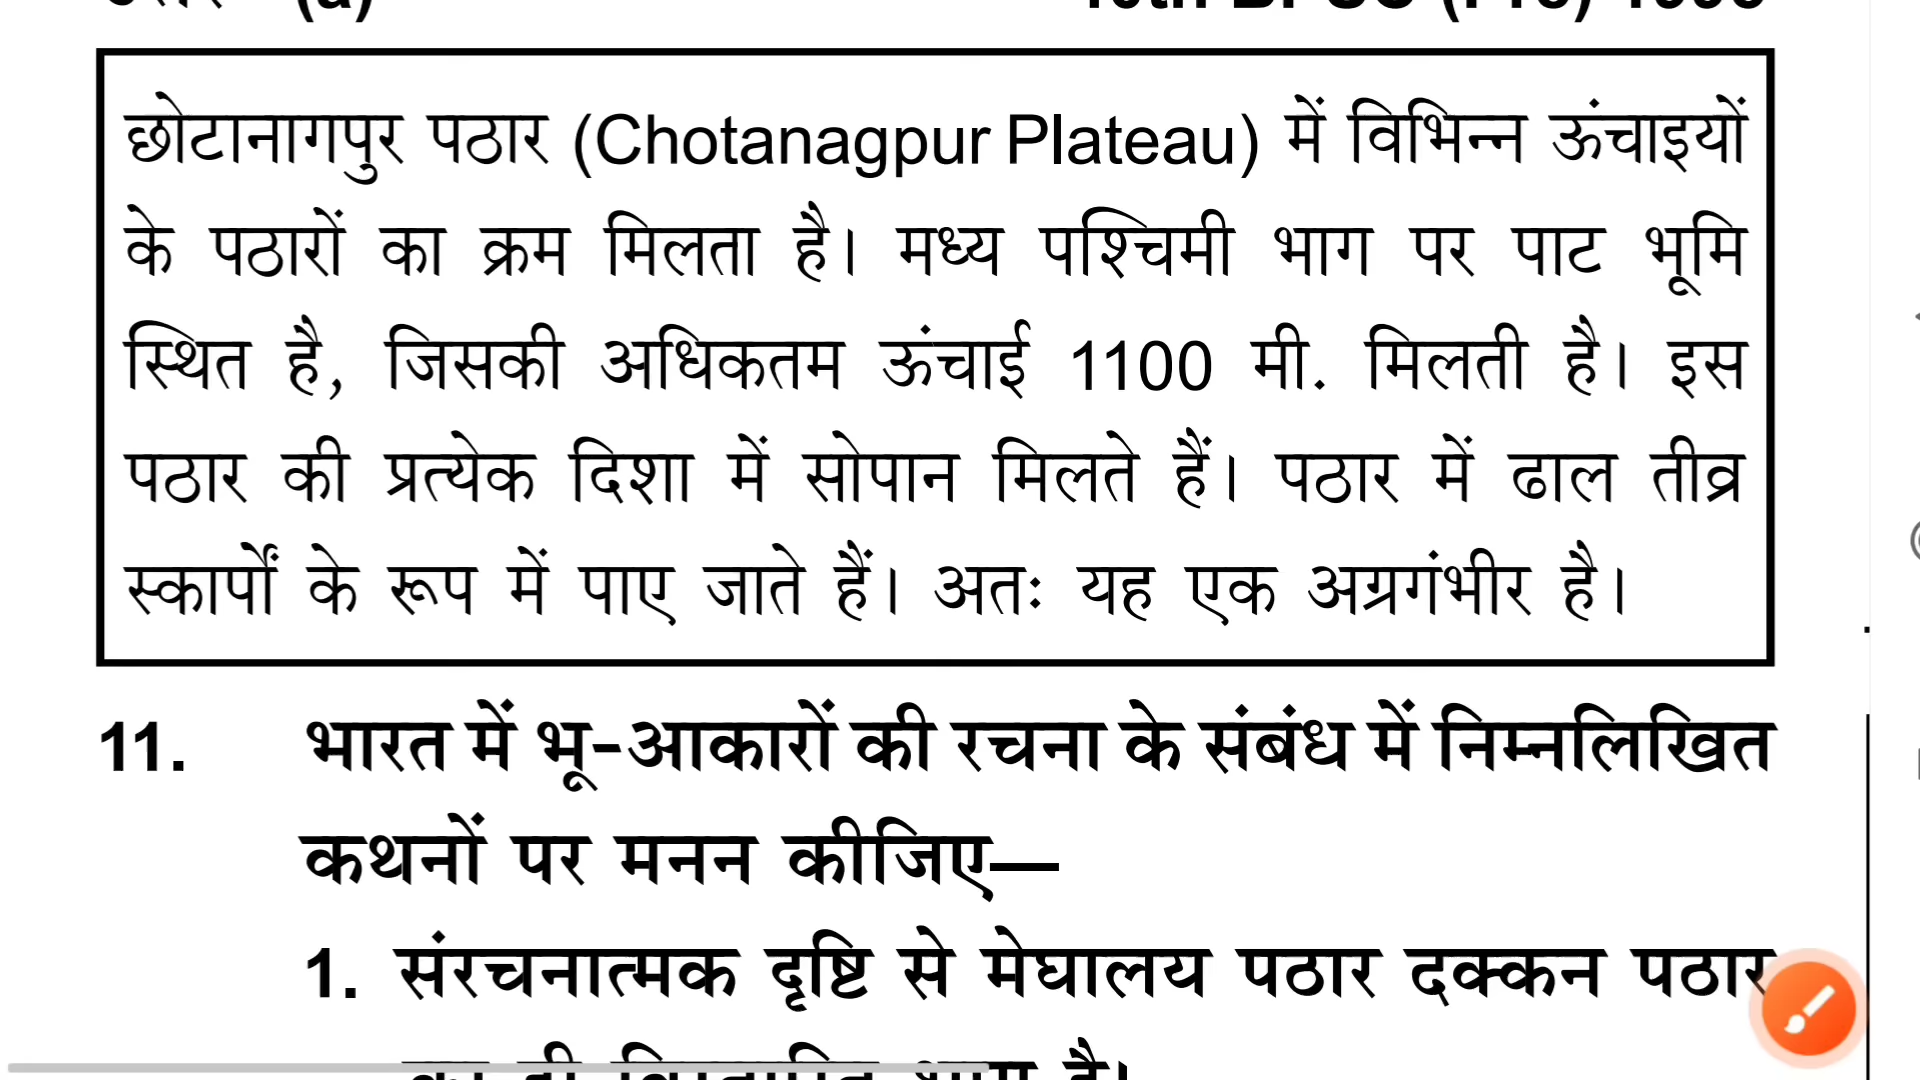 (a)
छोटानागपुर पठार (Chotanagpur Plateau) में विभिन्न ऊंचाइयों
के पठारों का क्रम मिलता है। मध्य पश्चिमी भाग पर पाट भूमि
स्थित है, जिसकी अधिकतम ऊंचाई 1100 मी. मिलती है। इस
पठार की प्रत्येक दिशा में सोपान मिलते हैं। पठार में ढाल तीव्र
स्कार्पों के रूप में पाए जाते हैं। अतः यह एक अग्रगंभीर है।
11. भारत में भू-आकारों की रचना के संबंध में निम्नलिखित
कथनों पर मनन कीजिए—
1. संरचनात्मक दृष्टि से मेघालय पठार दक्कन पठार
है।